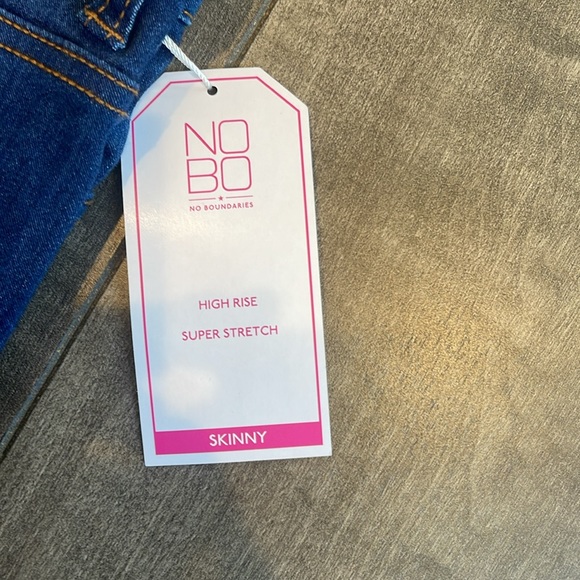 NO
BO
NO BOUNDARIES
HIGH RISE
SUPER STRETCH
SKINNY